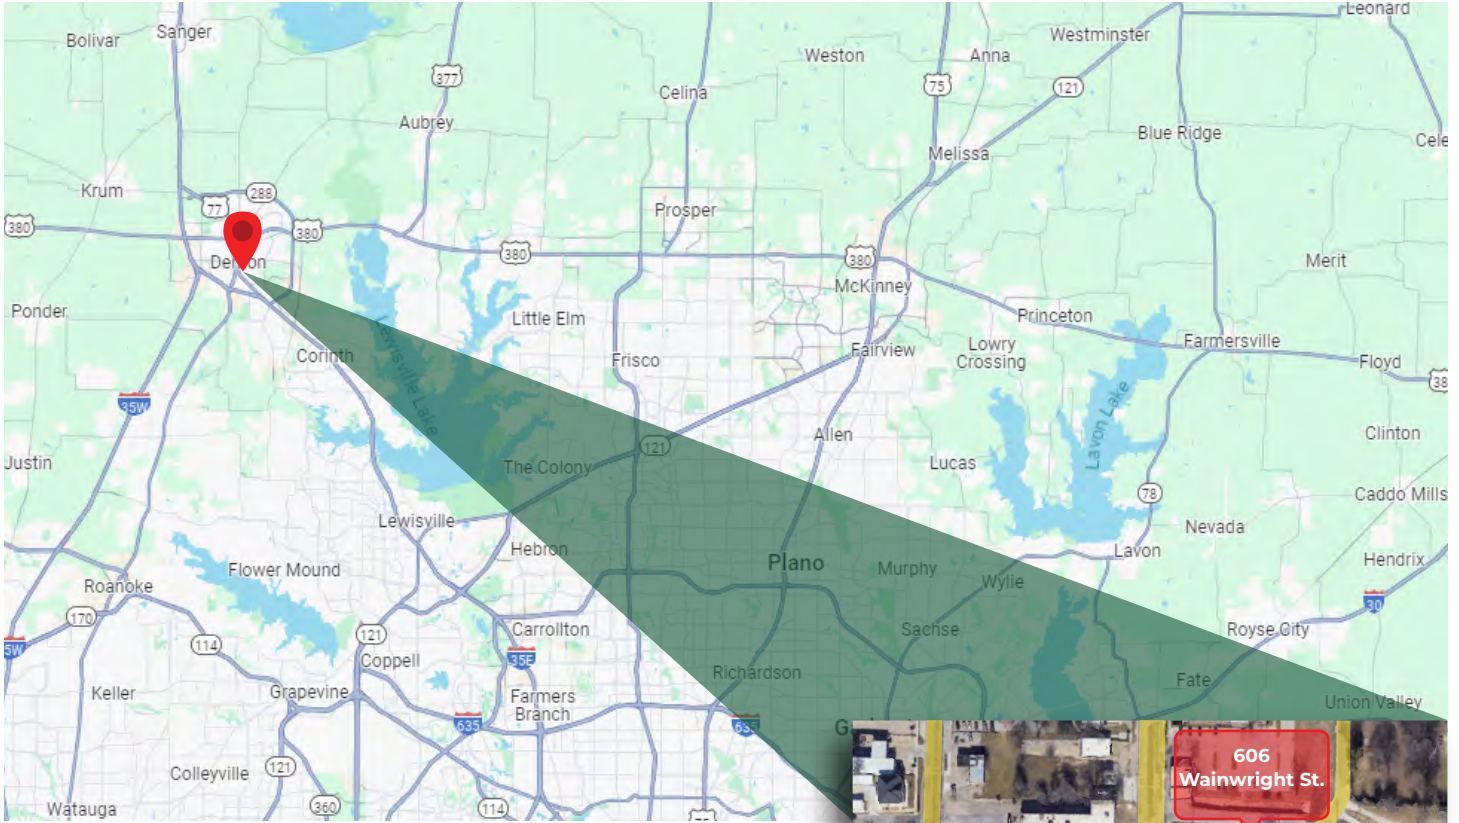 Leonard
Bolivar
Sanger
Westminster
Weston
Anna
377
75
121
Celina
Aubrey
Blue Ridge
Cele
Melissa
Krum
288
77
Prosper
380
380
380
380
Merit
McKinney
Ponder
Princeton
Little Elm
Farmersville
Lowry
Crossing
Corinth
Frisco
Fairview
Floyd
38
35W
Lewisville Lake
Lavon Lake
Allen
Clinton
121
Justin
The Colony
Lucas
78
Caddo Mills
Lewisville
Nevada
Hebron
Lavon
Hendrix
Plano
Murphy
Flower Mound
Wylie
Roanoke
30
170
Carrollton
Sachse
Royse City
121
114
5W
35E
Coppell
Richardson
Fate
Keller
Grapevine
Farmers
Branch
Union Valley
635
635
G
606
Wainwright St.
121
Colleyville
360
114
Watauga